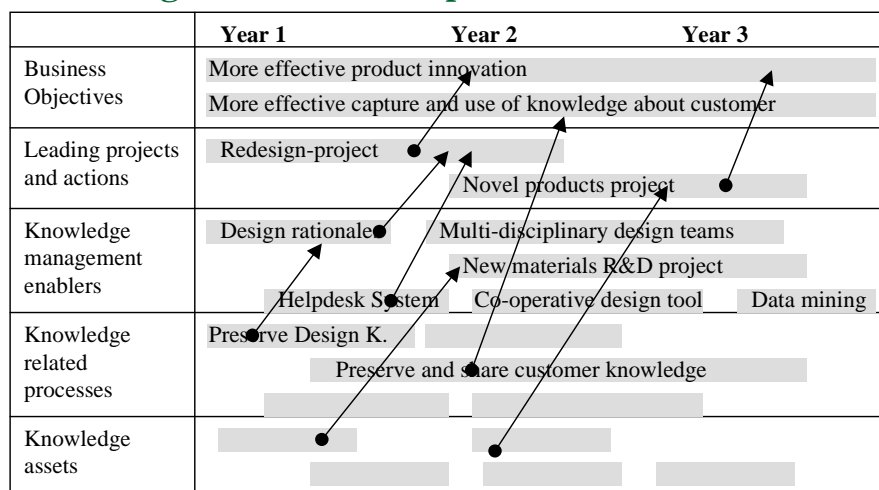 Year 1 Year 2 Year 3
Business
Objectives
More effective product innovation
More effective capture and use of knowledge about customer
Leading projects
and actions
Redesign-project
Novel products project
Knowledge
management
enablers
Design rationale
Multi-disciplinary design teams
New materials R&D project
Helpdesk System
Co-operative design tool
Data mining
Knowledge
related
processes
Preserve Design K.
Preserve and share customer knowledge
Knowledge
assets